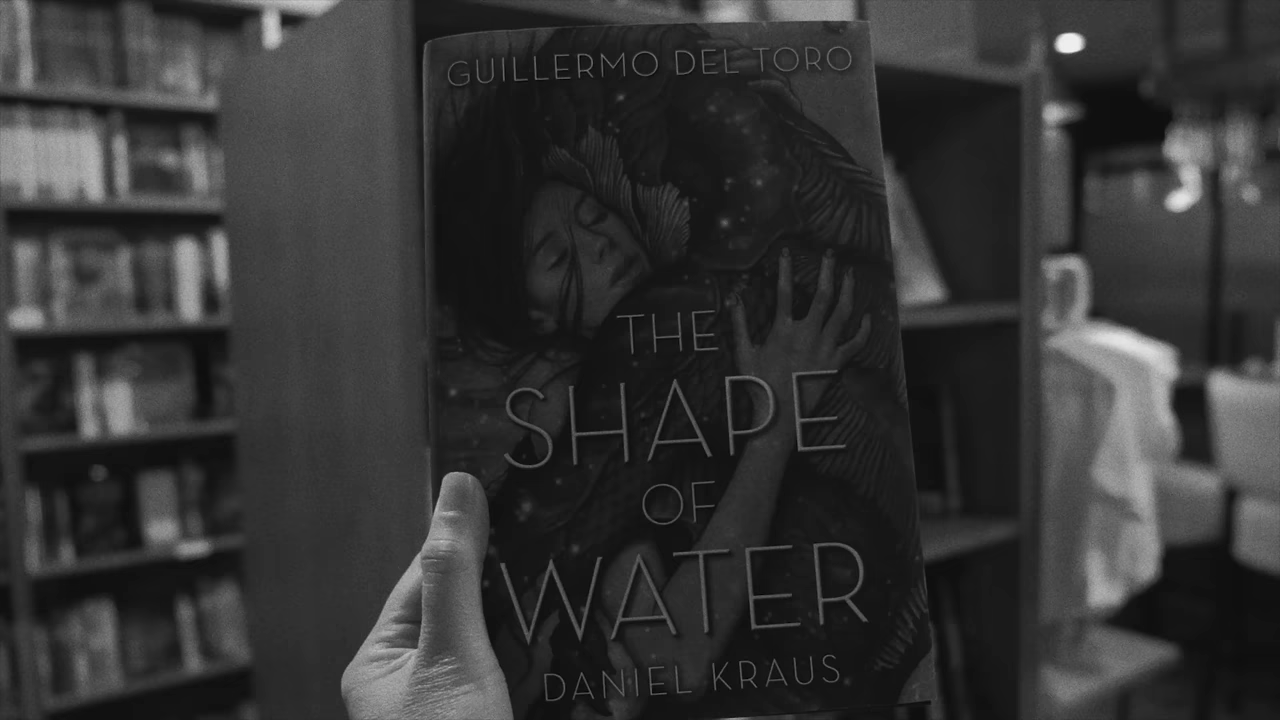 GUILLERMO DEL TORO
THE
SHAPE
OF
WATER
DANIEL KRAUS